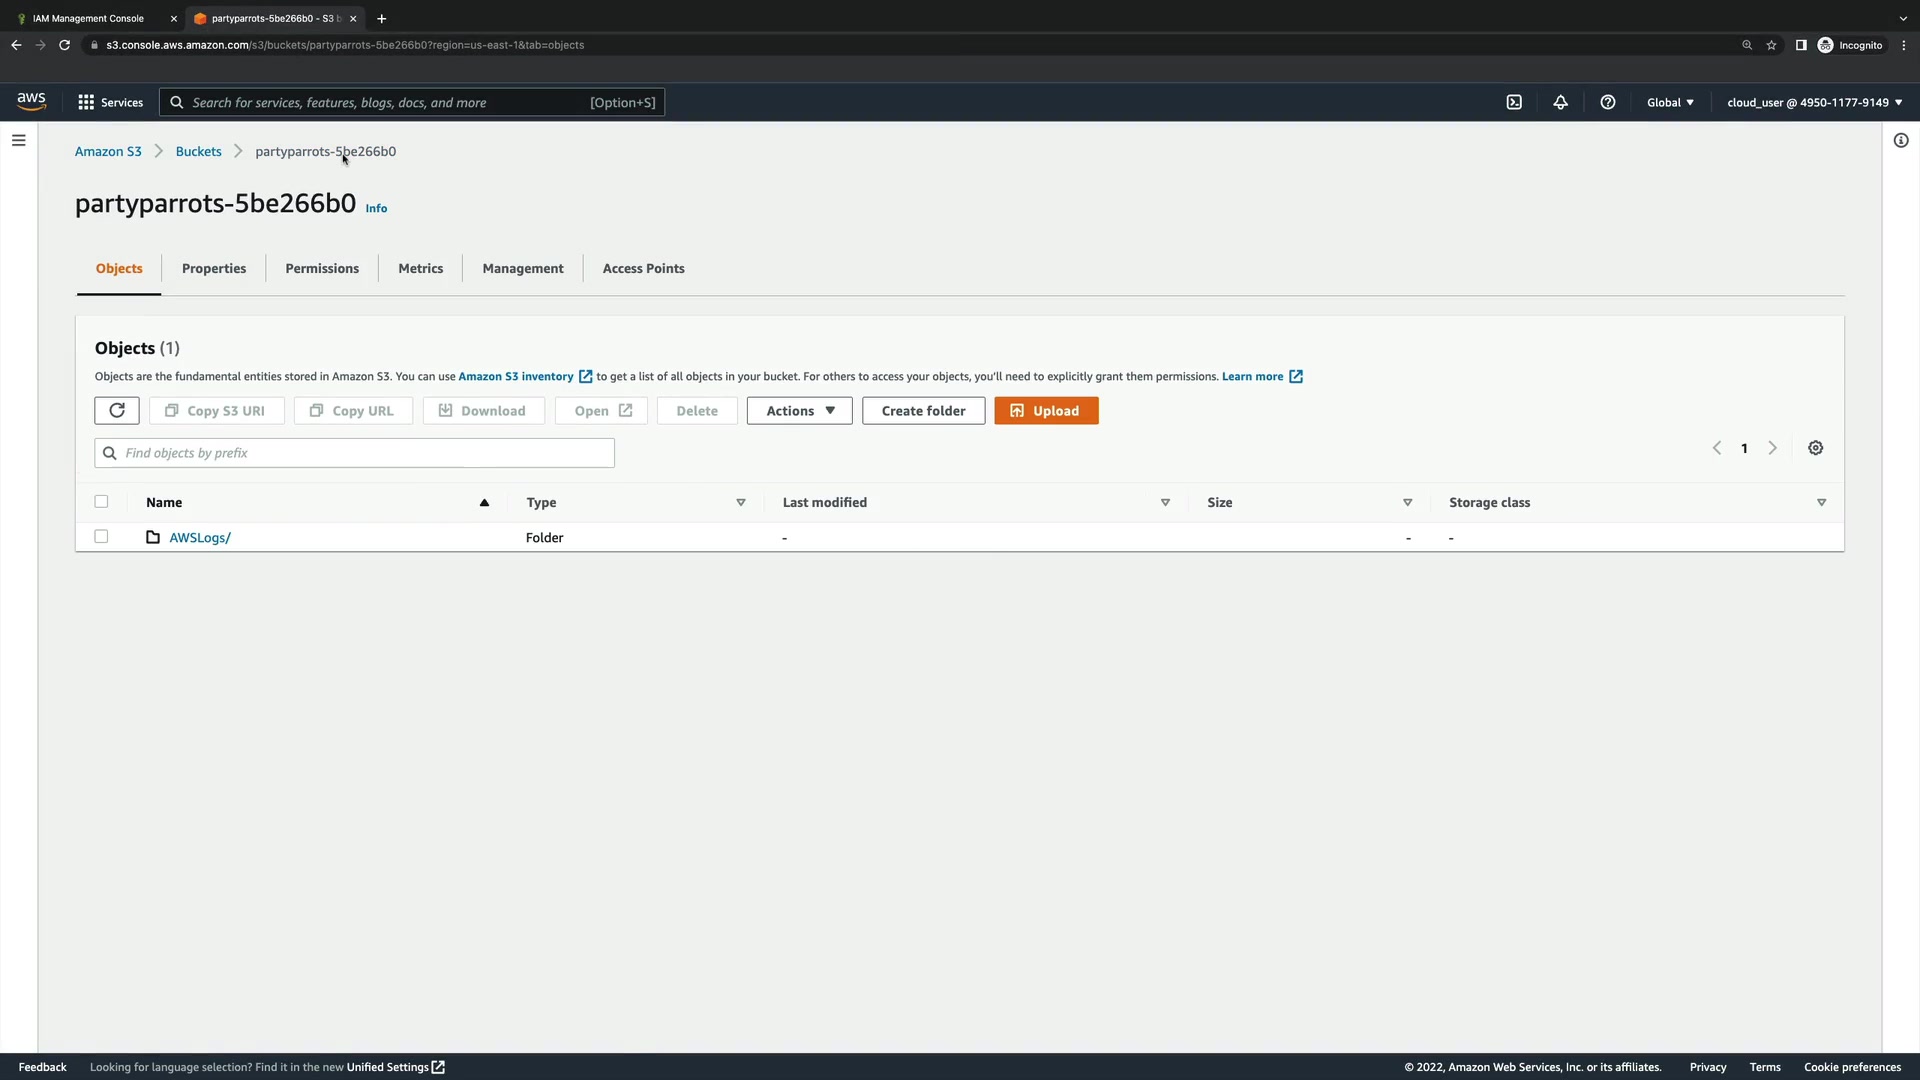 IAM Management Console
partyparrots-5be266b0 - S3 b
s3.console.aws.amazon.com/s3/buckets/partyparrots-5be266b0?region=us-east-1&tab=objects
Incognito
aws
Services
Search for services, features, blogs, docs, and more
[Option+S]
Global
cloud_user @ 4950-1177-9149
Amazon S3
Buckets
partyparrots-5be266b0
partyparrots-5be266b0
Info
Objects
Properties
Permissions
Metrics
Management
Access Points
Objects (1)
Objects are the fundamental entities stored in Amazon S3. You can use Amazon S3 inventory to get a list of all objects in your bucket. For others to access your objects, you'll need to explicitly grant them permissions. Learn more
Copy S3 URI
Copy URL
Download
Open
Delete
Actions
Create folder
Upload
Find objects by prefix
1
Name
Type
Last modified
Size
Storage class
AWSLogs/
Folder
-
-
-
Feedback
Looking for language selection? Find it in the new Unified Settings
© 2022, Amazon Web Services, Inc. or its affiliates.
Privacy
Terms
Cookie preferences